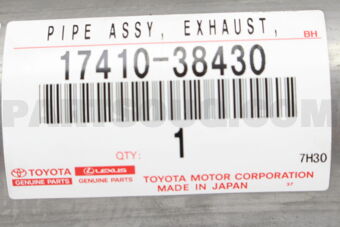 PIPE ASSY, EXHAUST,
BH
17410-38430
QTY: 1
7H30
TOYOTA LEXUS
GENUINE PARTS GENUINE PARTS
TOYOTA MOTOR CORPORATION
MADE IN JAPAN 37